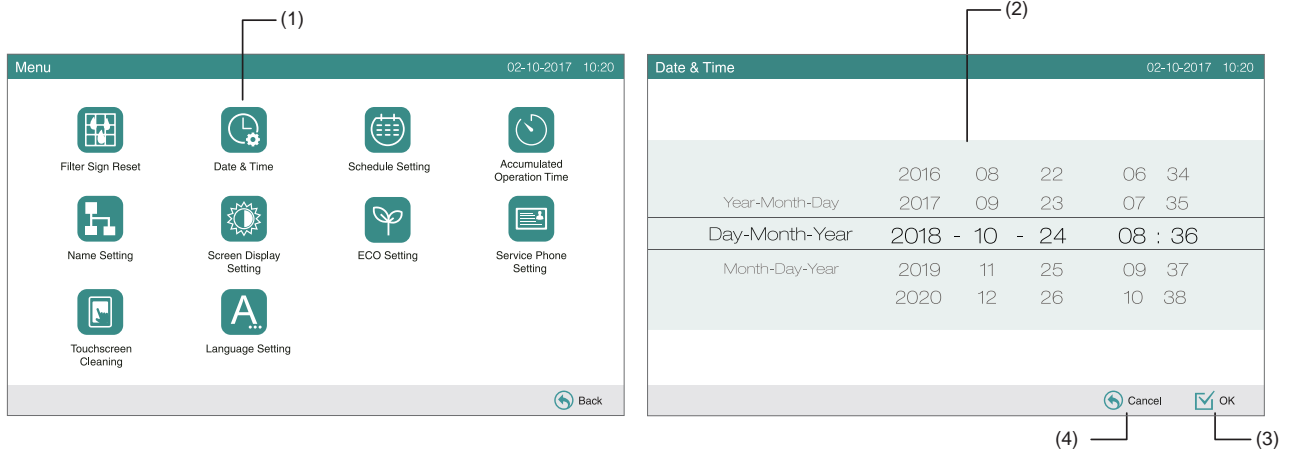 (1)
(2)
Menu 02-10-2017 10:20
Filter Sign Reset
Date & Time
Schedule Setting
Accumulated
Operation Time
Name Setting
Screen Display
Setting
ECO Setting
Service Phone
Setting
Touchscreen
Cleaning
A...
Language Setting
Back
Date & Time 02-10-2017 10:20
2016 08 22 06 34
Year-Month-Day 2017 09 23 07 35
Day-Month-Year 2018 - 10 - 24 08 : 36
Month-Day-Year 2019 11 25 09 37
2020 12 26 10 38
Cancel OK
(4) (3)